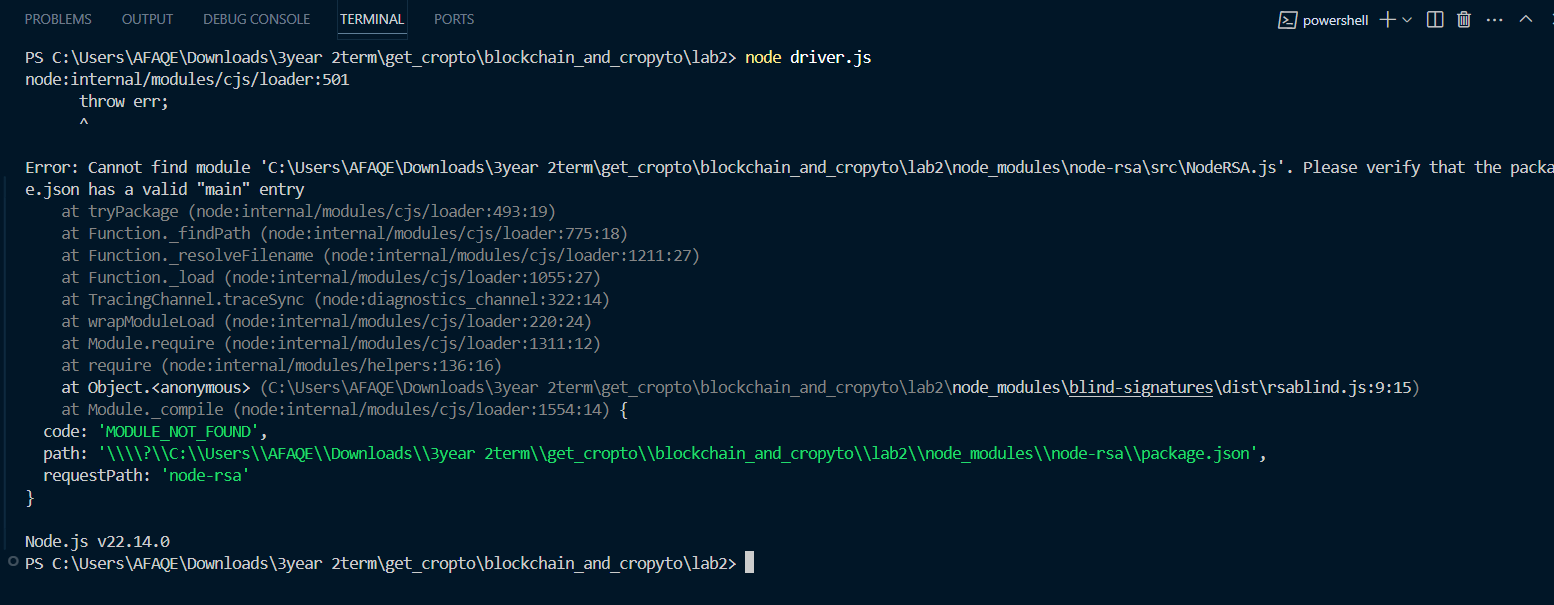 PROBLEMS OUTPUT DEBUG CONSOLE TERMINAL PORTS powershell
PS C:\Users\AFAQE\Downloads\3year 2term\get_cropto\blockchain_and_cropyto\lab2> node driver.js
node:internal/modules/cjs/loader:501
throw err;
^
Error: Cannot find module 'C:\Users\AFAQE\Downloads\3year 2term\get_cropto\blockchain_and_cropyto\lab2\node_modules\node-rsa\src\NodeRSA.js'. Please verify that the packa
e.json has a valid "main" entry
at tryPackage (node:internal/modules/cjs/loader:493:19)
at Function._findPath (node:internal/modules/cjs/loader:775:18)
at Function._resolveFilename (node:internal/modules/cjs/loader:1211:27)
at Function._load (node:internal/modules/cjs/loader:1055:27)
at TracingChannel.traceSync (node:diagnostics_channel:322:14)
at wrapModuleLoad (node:internal/modules/cjs/loader:220:24)
at Module.require (node:internal/modules/cjs/loader:1311:12)
at require (node:internal/modules/helpers:136:16)
at Object.<anonymous> (C:\Users\AFAQE\Downloads\3year 2term\get_cropto\blockchain_and_cropyto\lab2\node_modules\blind-signatures\dist\rsablind.js:9:15)
at Module._compile (node:internal/modules/cjs/loader:1554:14) {
code: 'MODULE_NOT_FOUND',
path: '\\\\?\\C:\\Users\\AFAQE\\Downloads\\3year 2term\\get_cropto\\blockchain_and_cropyto\\lab2\\node_modules\\node-rsa\\package.json',
requestPath: 'node-rsa'
}
Node.js v22.14.0
PS C:\Users\AFAQE\Downloads\3year 2term\get_cropto\blockchain_and_cropyto\lab2>